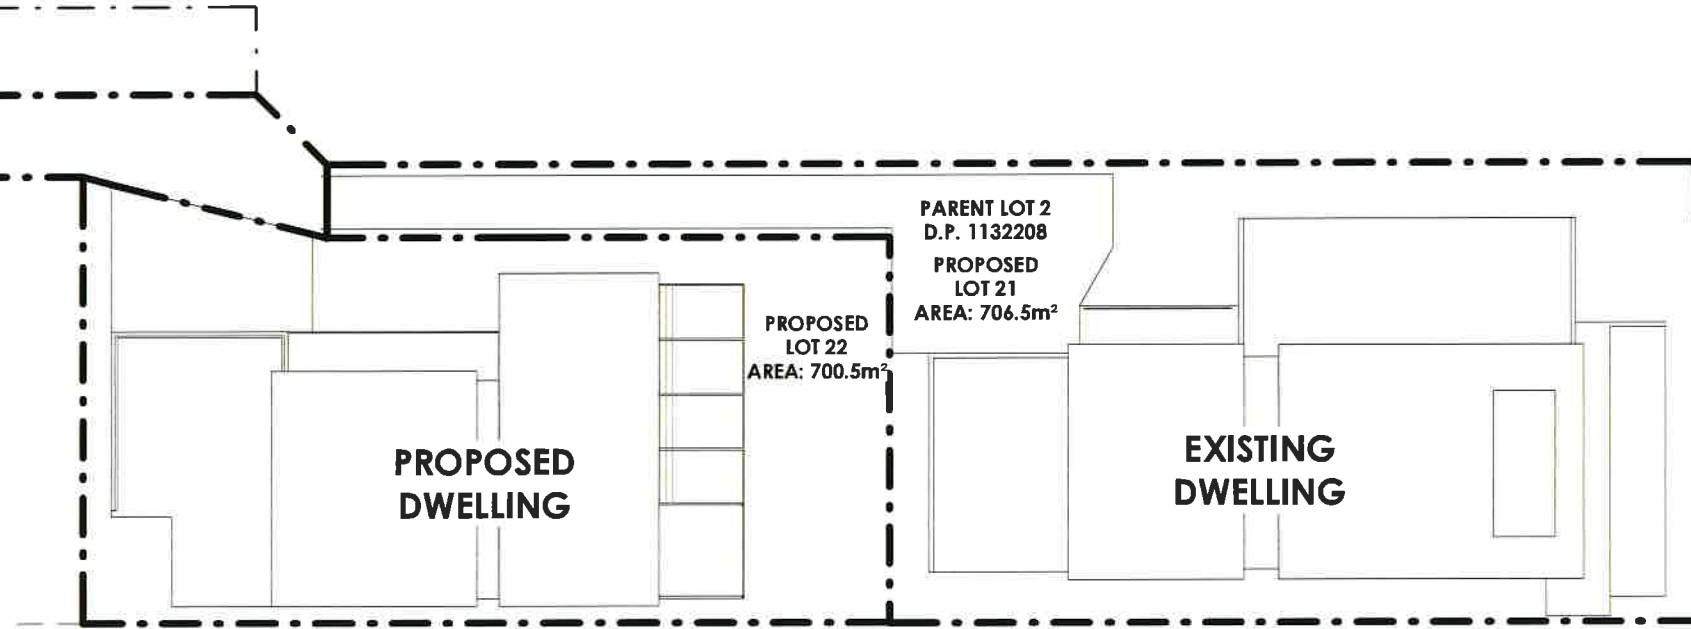 PARENT LOT 2
D.P. 1132208
PROPOSED
LOT 21
AREA: 706.5m²
PROPOSED
LOT 22
AREA: 700.5m²
PROPOSED
DWELLING
EXISTING
DWELLING